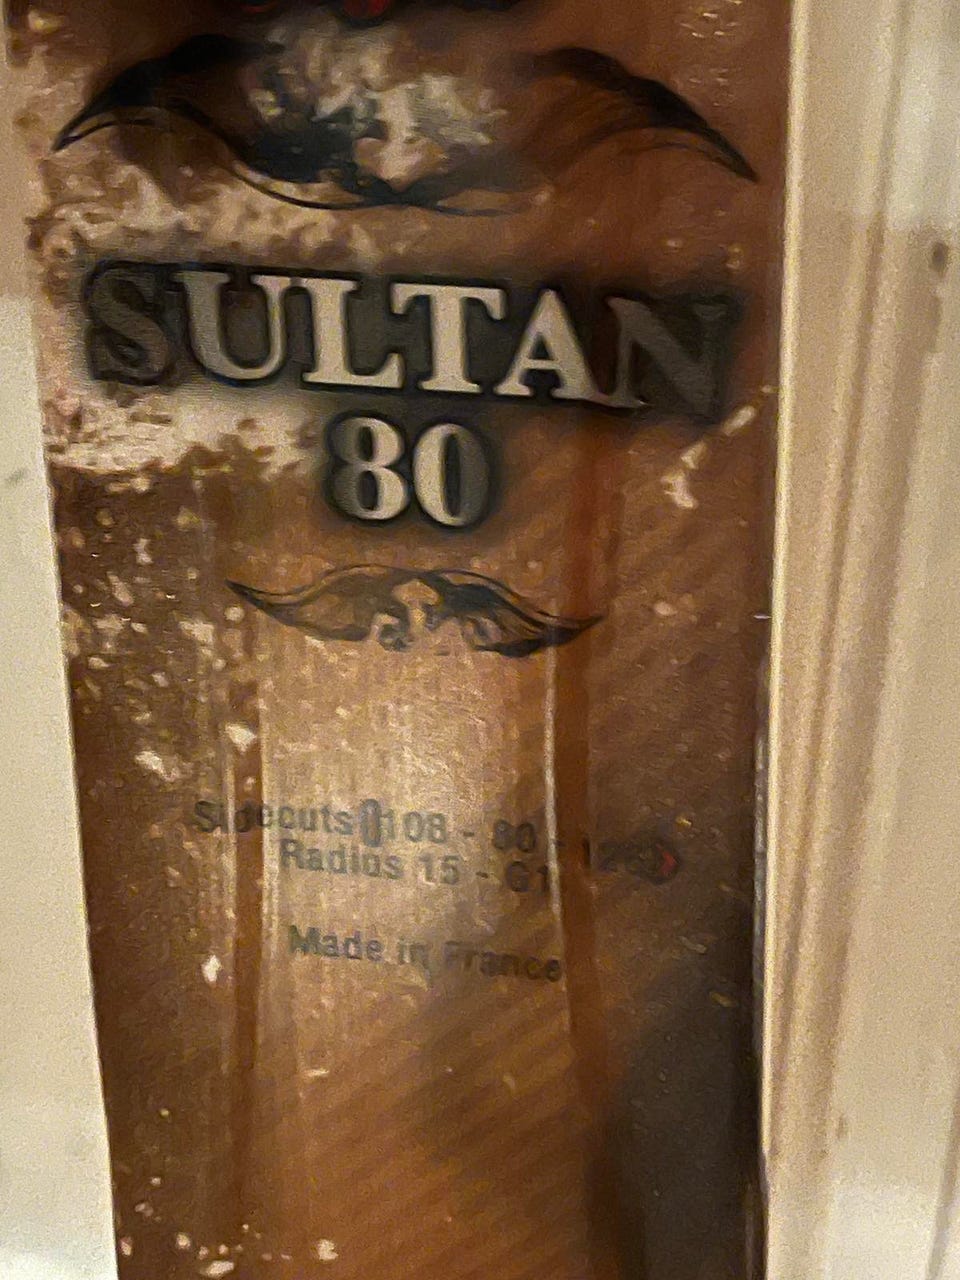 SULTAN
80
Sidecuts 108 - 80 -
Radius 15 -
Made in France